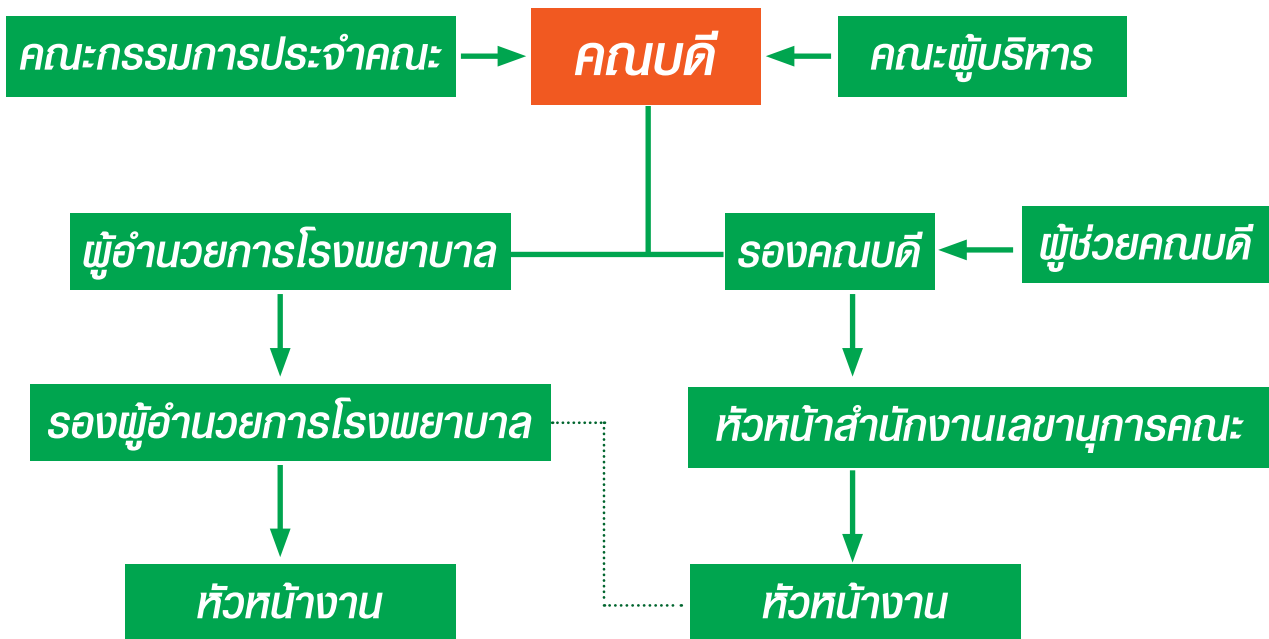 คณะกรรมการประจำคณะ
คณบดี
คณะผู้บริหาร
ผู้อำนวยการโรงพยาบาล
รองคณบดี
ผู้ช่วยคณบดี
รองผู้อำนวยการโรงพยาบาล
หัวหน้าสำนักงานเลขานุการคณะ
หัวหน้างาน
หัวหน้างาน